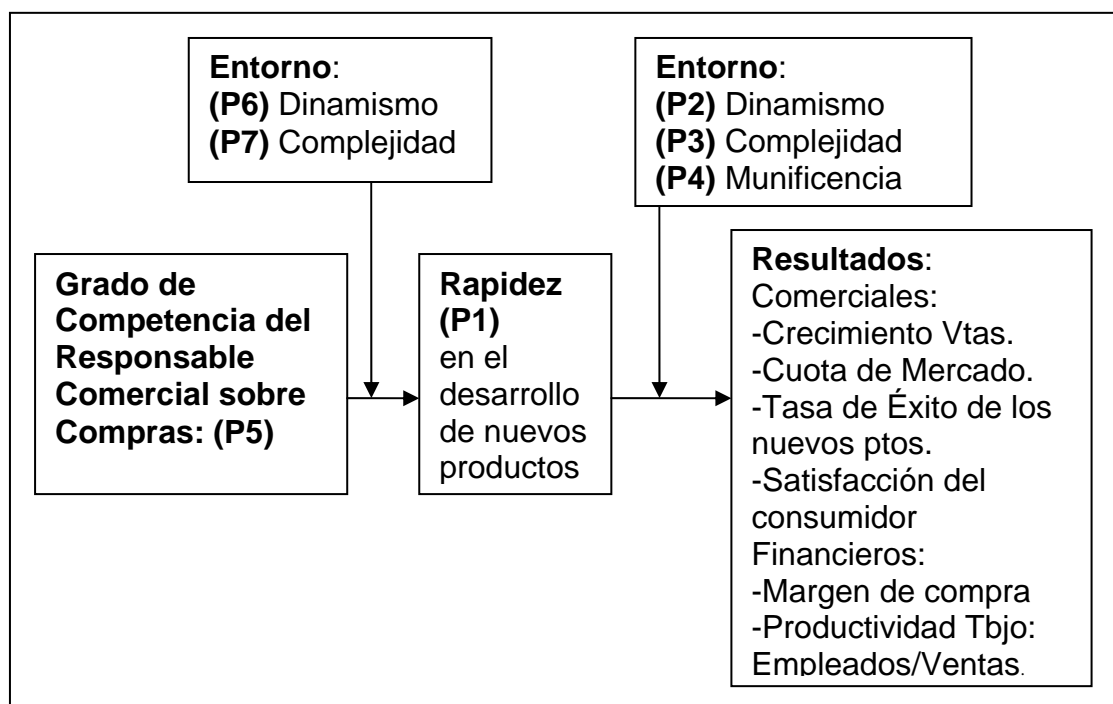 Entorno:
(P6) Dinamismo
(P7) Complejidad
Entorno:
(P2) Dinamismo
(P3) Complejidad
(P4) Munificencia
Grado de
Competencia del
Responsable
Comercial sobre
Compras: (P5)
Rapidez
(P1)
en el
desarrollo
de nuevos
productos
Resultados:
Comerciales:
-Crecimiento Vtas.
-Cuota de Mercado.
-Tasa de Éxito de los
nuevos ptos.
-Satisfacción del
consumidor
Financieros:
-Margen de compra
-Productividad Tbjo:
Empleados/Ventas.